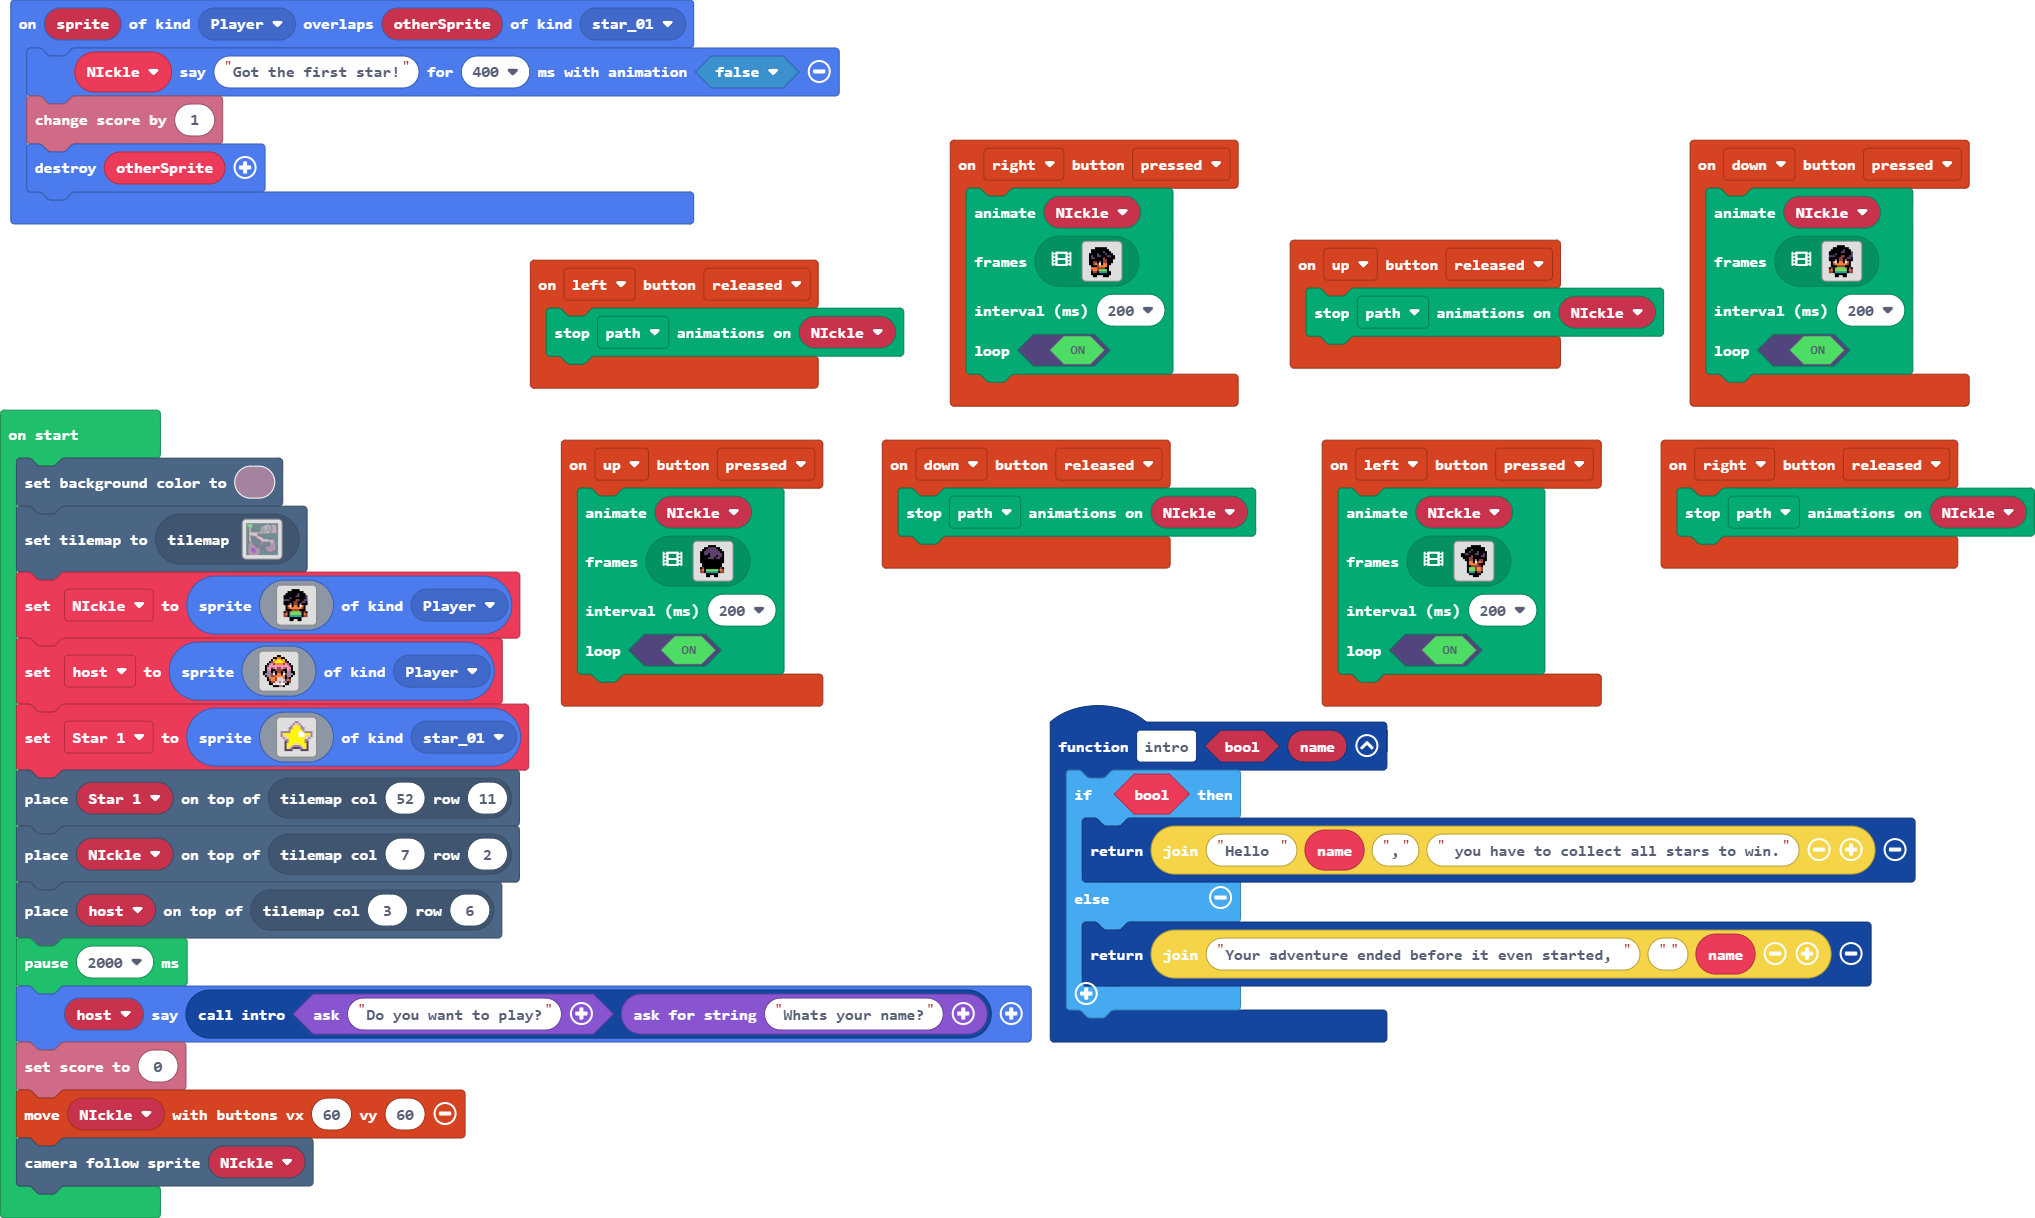 on sprite of kind Player overlaps otherSprite of kind star_01
NIckle say "Got the first star!" for 400 ms with animation false
change score by 1
destroy otherSprite
on left button released
stop path animations on NIckle
on right button pressed
animate NIckle
frames
interval (ms) 200
loop ON
on up button released
stop path animations on NIckle
on down button pressed
animate NIckle
frames
interval (ms) 200
loop ON
on start
set background color to
set tilemap to tilemap
set NIckle to sprite of kind Player
set host to sprite of kind Player
set Star 1 to sprite of kind star_01
place Star 1 on top of tilemap col 52 row 11
place NIckle on top of tilemap col 7 row 2
place host on top of tilemap col 3 row 6
pause 2000 ms
host say call intro ask "Do you want to play?" ask for string "Whats your name?"
set score to 0
move NIckle with buttons vx 60 vy 60
camera follow sprite NIckle
on up button pressed
animate NIckle
frames
interval (ms) 200
loop ON
on down button released
stop path animations on NIckle
on left button pressed
animate NIckle
frames
interval (ms) 200
loop ON
on right button released
stop path animations on NIckle
function intro bool name
if bool then
return join "Hello " name "," " you have to collect all stars to win."
else
return join "Your adventure ended before it even started, " " " name